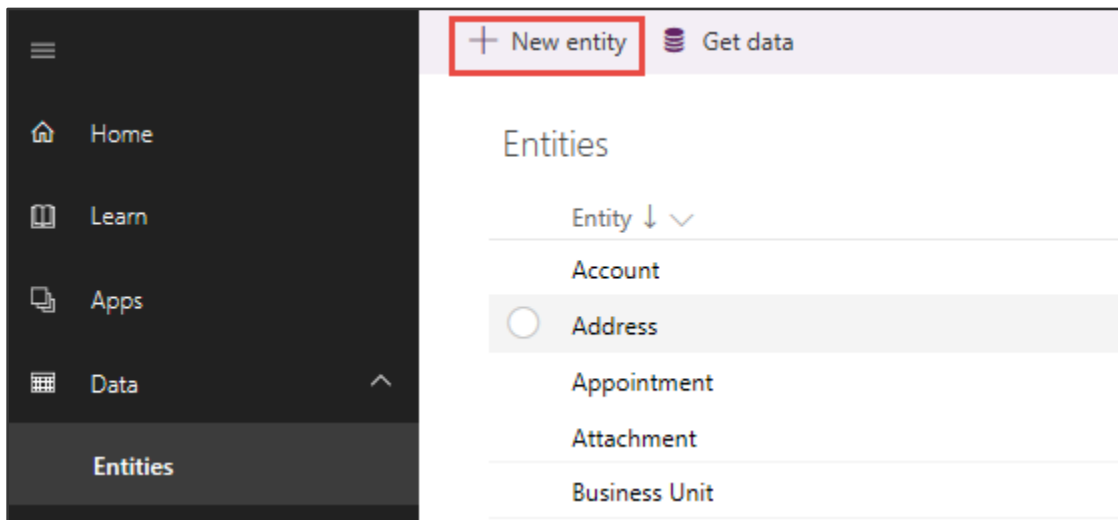 New entity
Get data
Home
Learn
Apps
Data
Entities
Entities
Entity
Account
Address
Appointment
Attachment
Business Unit